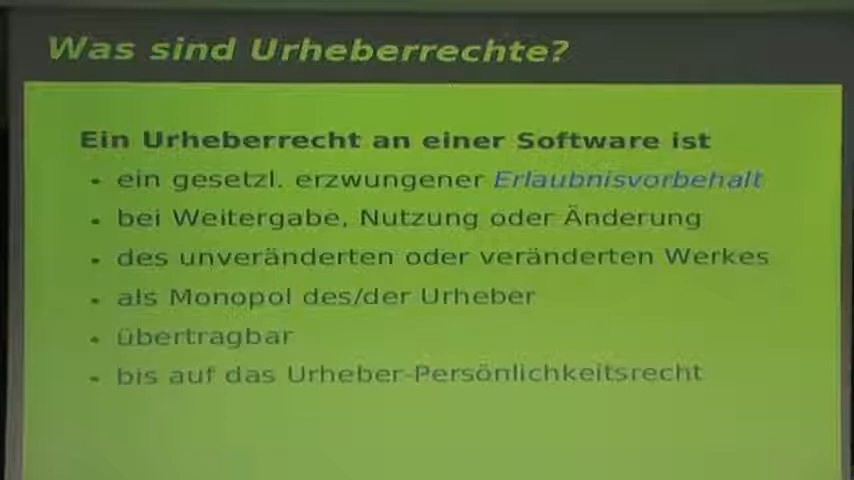 Was sind Urheberrechte?
Ein Urheberrecht an einer Software ist
• ein gesetzl. erzwungener Erlaubnisvorbehalt
• bei Weitergabe, Nutzung oder Änderung
• des unveränderten oder veränderten Werkes
• als Monopol des/der Urheber
• übertragbar
• bis auf das Urheber-Persönlichkeitsrecht